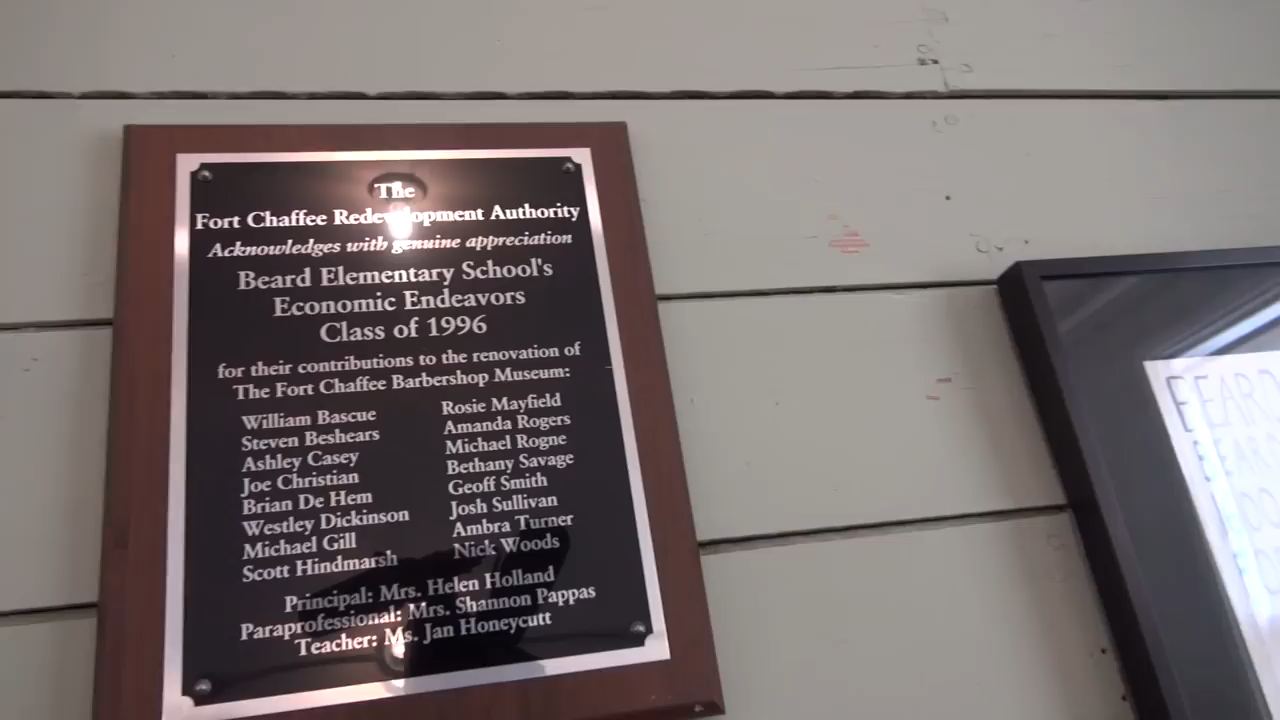 The
Fort Chaffee Redevelopment Authority
Acknowledges with genuine appreciation
Beard Elementary School's
Economic Endeavors
Class of 1996
for their contributions to the renovation of
The Fort Chaffee Barbershop Museum:
William Bascue
Steven Beshears
Ashley Casey
Joe Christian
Brian De Hem
Westley Dickinson
Michael Gill
Scott Hindmarsh
Rosie Mayfield
Amanda Rogers
Michael Rogne
Bethany Savage
Geoff Smith
Josh Sullivan
Ambra Turner
Nick Woods
Principal: Mrs. Helen Holland
Paraprofessional: Mrs. Shannon Pappas
Teacher: Ms. Jan Honeycutt
BEARD